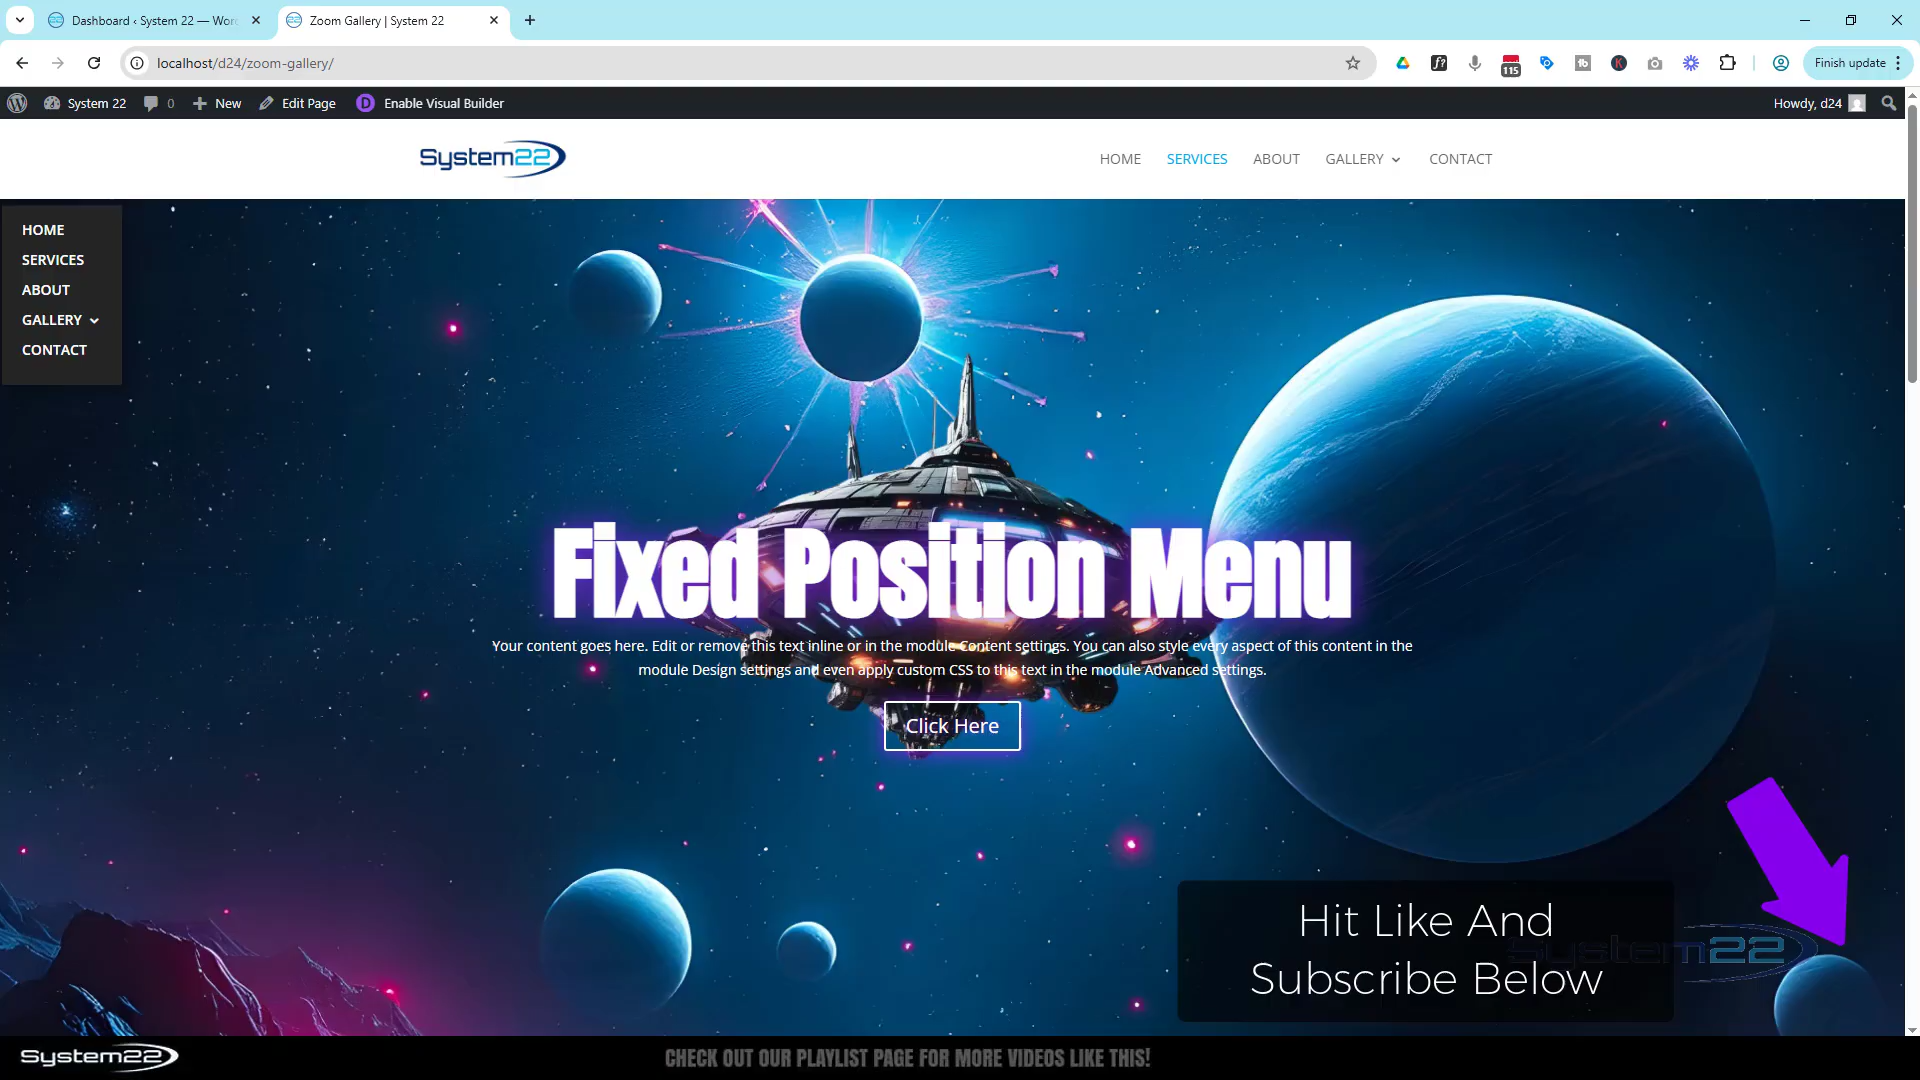 Dashboard ‹ System 22 — Wor
Zoom Gallery | System 22
localhost/d24/zoom-gallery/
115
Finish update
System 22
0
New
Edit Page
Enable Visual Builder
Howdy, d24
System22
HOME
SERVICES
ABOUT
GALLERY
CONTACT
HOME
SERVICES
ABOUT
GALLERY
CONTACT
Fixed Position Menu
Your content goes here. Edit or remove this text inline or in the module Content settings. You can also style every aspect of this content in the
module Design settings and even apply custom CSS to this text in the module Advanced settings.
Click Here
Hit Like And
Subscribe Below
System22
System22
CHECK OUT OUR PLAYLIST PAGE FOR MORE VIDEOS LIKE THIS!